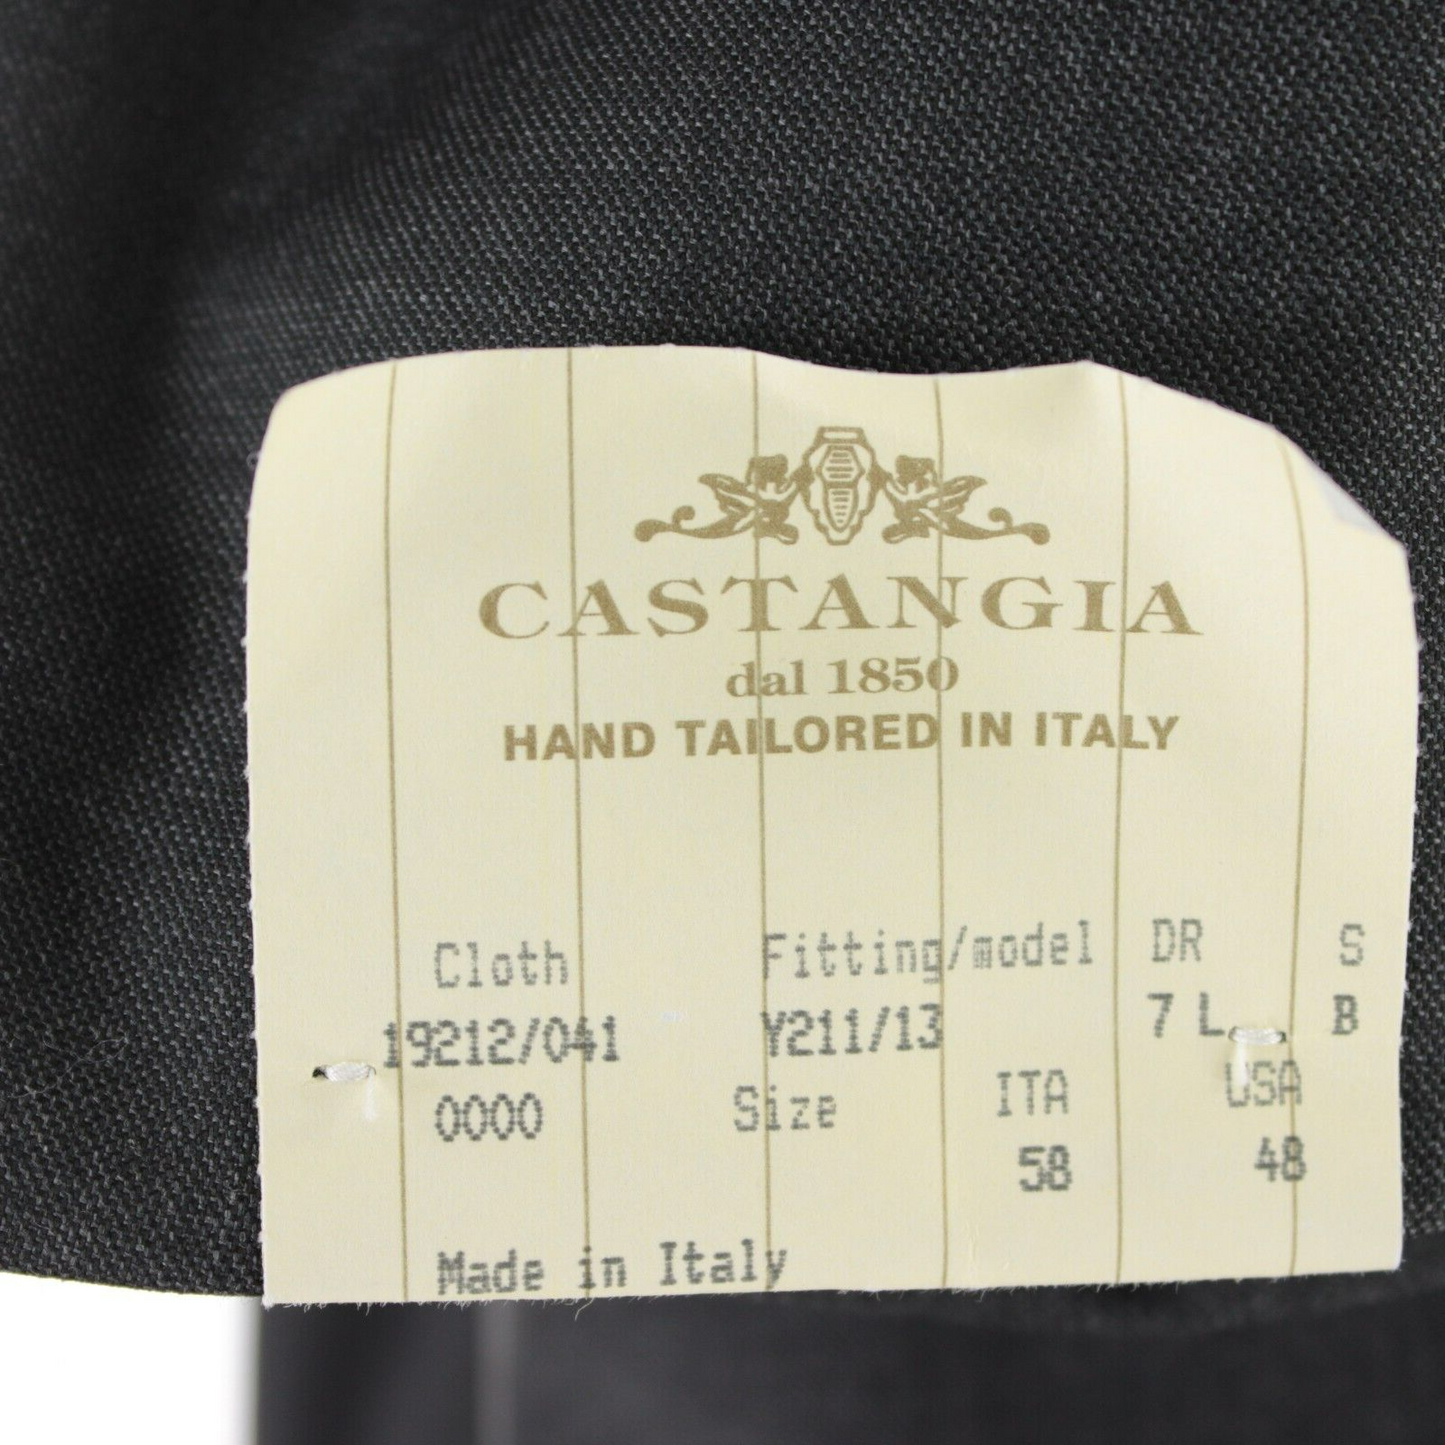 CASTANGIA
dal 1850
HAND TAILORED IN ITALY
Cloth Fitting/model DR S
19212/041 Y211/13 7 L B
0000 Size ITA USA
58 48
Made in Italy